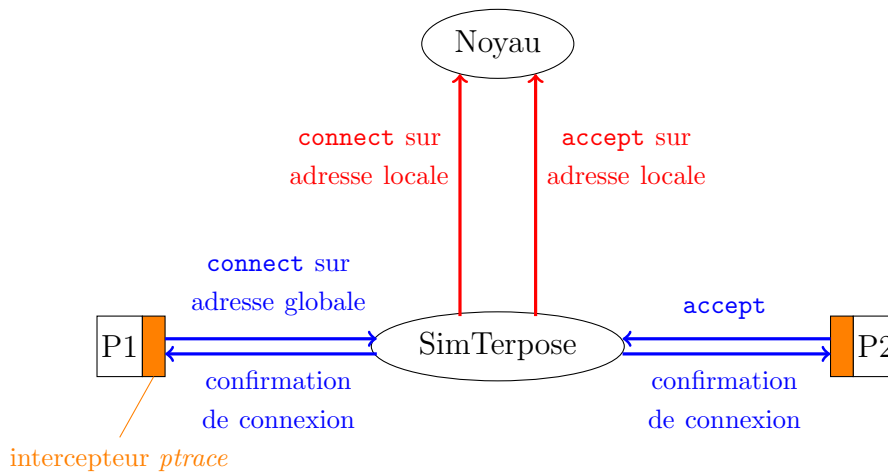 Noyau
connect sur
adresse locale
accept sur
adresse locale
connect sur
adresse globale
accept
P1
SimTerpose
P2
confirmation
de connexion
confirmation
de connexion
intercepteur ptrace